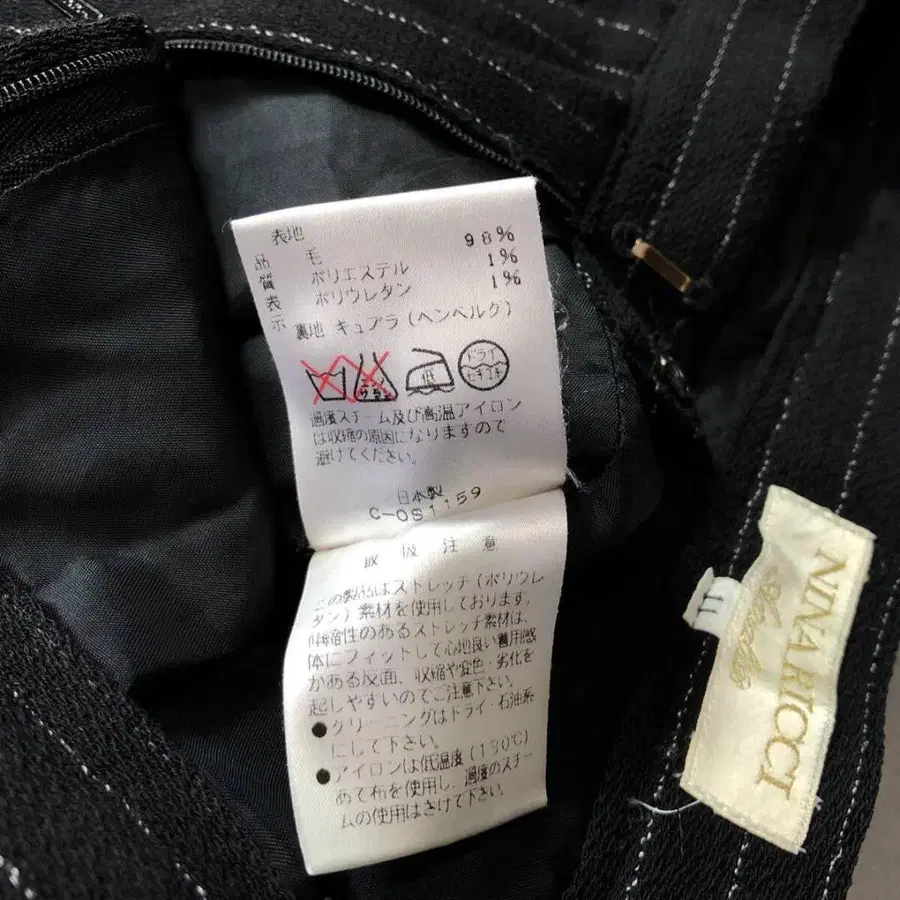 品質表示
表地
毛 98%
ポリエステル 1%
ポリウレタン 1%
裏地 キュプラ(ベンベルグ)
低
ドライ
セキユキ
過度スチーム及び高温アイロン
は収縮の原因になりますので
避けてください。
日本製
C-OS1159
取扱注意
この製品はストレッチ(ポリウレ
タン)素材を使用しております。
伸縮性のあるストレッチ素材は、
体にフィットして心地良い着用感
がある反面、収縮や変色・劣化を
起しやすいのでご注意下さい。
●クリーニングはドライ・石油系
にして下さい。
●アイロンは低温度(130℃)
あて布を使用し、過度のスチー
ムの使用はさけて下さい。
NINA RICCI